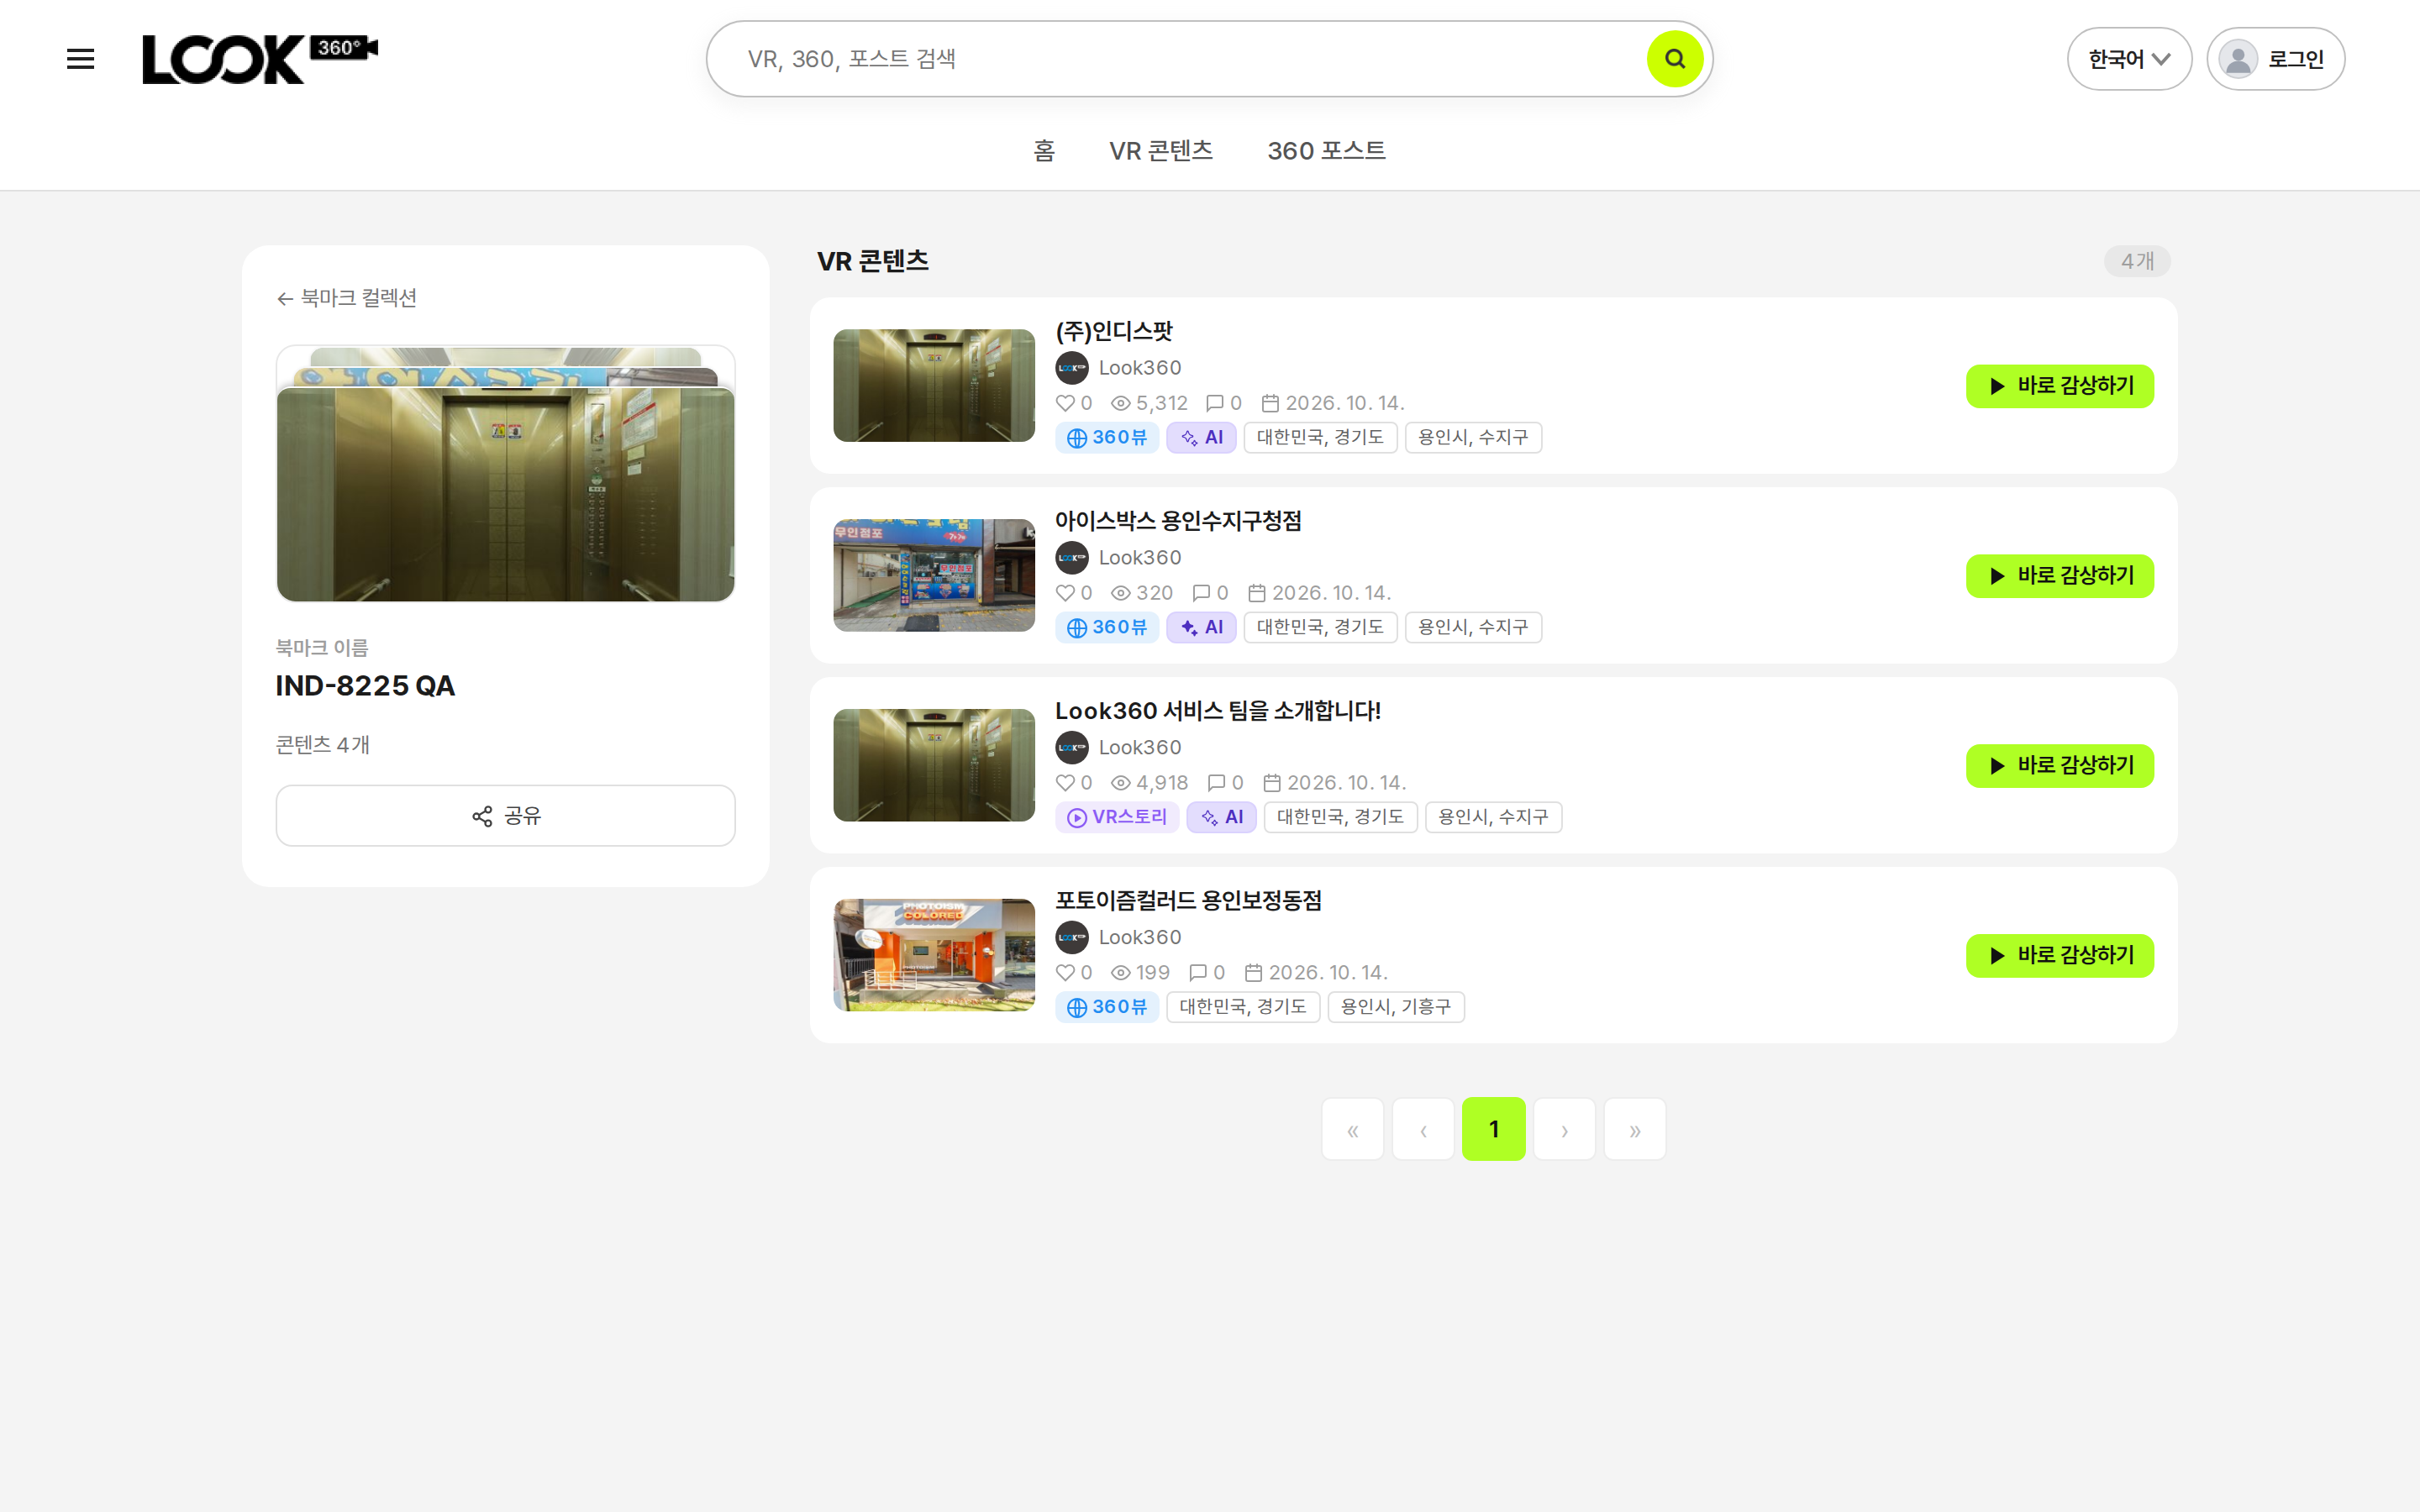 LOOK 360°
VR, 360, 포스트 검색
한국어
로그인
홈
VR 콘텐츠
360 포스트
← 북마크 컬렉션
북마크 이름
IND-8225 QA
콘텐츠 4개
공유
VR 콘텐츠
4개
(주)인디스팟
Look360
0 5,312 0 2026. 10. 14.
360뷰 AI 대한민국, 경기도 용인시, 수지구
바로 감상하기
무인점포
아이스박스 용인수지구청점
Look360
0 320 0 2026. 10. 14.
360뷰 AI 대한민국, 경기도 용인시, 수지구
바로 감상하기
Look360 서비스 팀을 소개합니다!
Look360
0 4,918 0 2026. 10. 14.
VR스토리 AI 대한민국, 경기도 용인시, 수지구
바로 감상하기
PHOTOISM
COLORED
포토이즘컬러드 용인보정동점
Look360
0 199 0 2026. 10. 14.
360뷰 대한민국, 경기도 용인시, 기흥구
바로 감상하기
« ‹ 1 › »